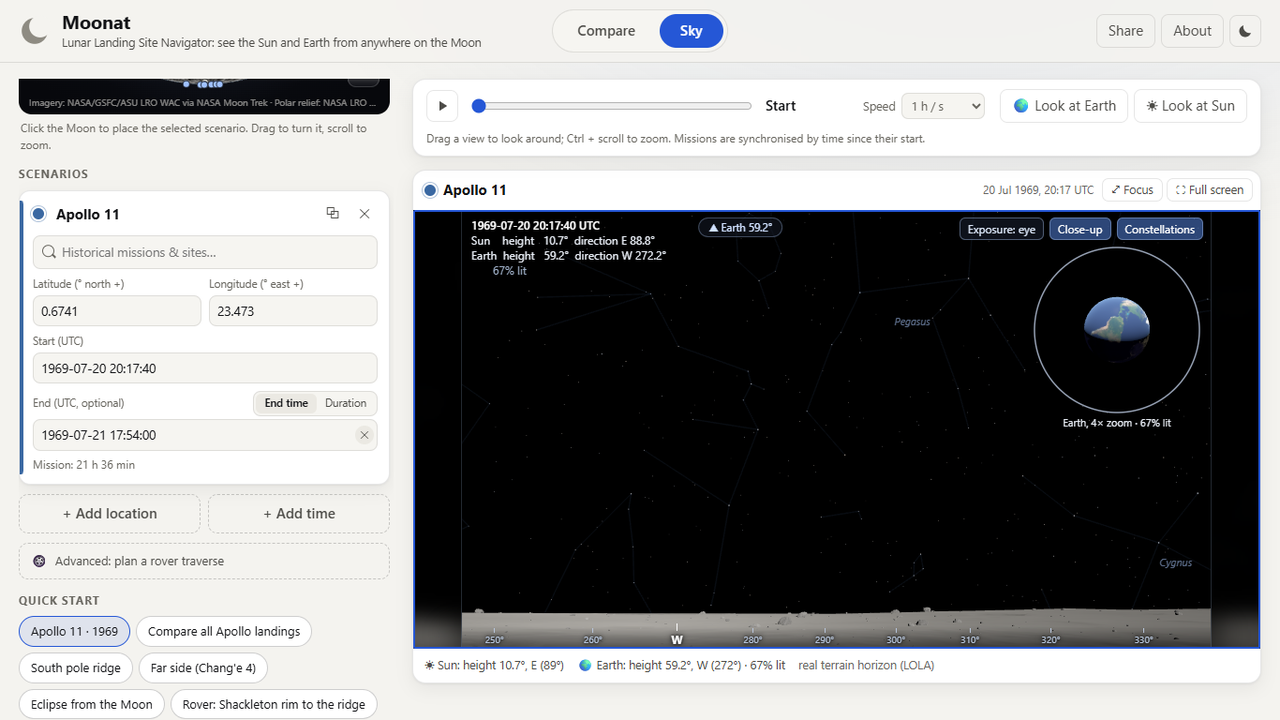 Moonat
Lunar Landing Site Navigator: see the Sun and Earth from anywhere on the Moon
Compare
Sky
Share
About
Imagery: NASA/GSFC/ASU LRO WAC via NASA Moon Trek · Polar relief: NASA LRO ...
Click the Moon to place the selected scenario. Drag to turn it, scroll to
zoom.
SCENARIOS
Apollo 11
Historical missions & sites...
Latitude (° north +)
Longitude (° east +)
0.6741
23.473
Start (UTC)
1969-07-20 20:17:40
End (UTC, optional)
End time
Duration
1969-07-21 17:54:00
Mission: 21 h 36 min
+ Add location
+ Add time
Advanced: plan a rover traverse
QUICK START
Apollo 11 · 1969
Compare all Apollo landings
South pole ridge
Far side (Chang'e 4)
Eclipse from the Moon
Rover: Shackleton rim to the ridge
Start
Speed
1 h / s
Look at Earth
Look at Sun
Drag a view to look around; Ctrl + scroll to zoom. Missions are synchronised by time since their start.
Apollo 11
20 Jul 1969, 20:17 UTC
Focus
Full screen
1969-07-20 20:17:40 UTC
Sun height 10.7° direction E 88.8°
Earth height 59.2° direction W 272.2°
67% lit
▲ Earth 59.2°
Exposure: eye
Close-up
Constellations
Pegasus
Earth, 4× zoom · 67% lit
Cygnus
250°
260°
W
280°
290°
300°
310°
320°
330°
Sun: height 10.7°, E (89°)
Earth: height 59.2°, W (272°) · 67% lit
real terrain horizon (LOLA)